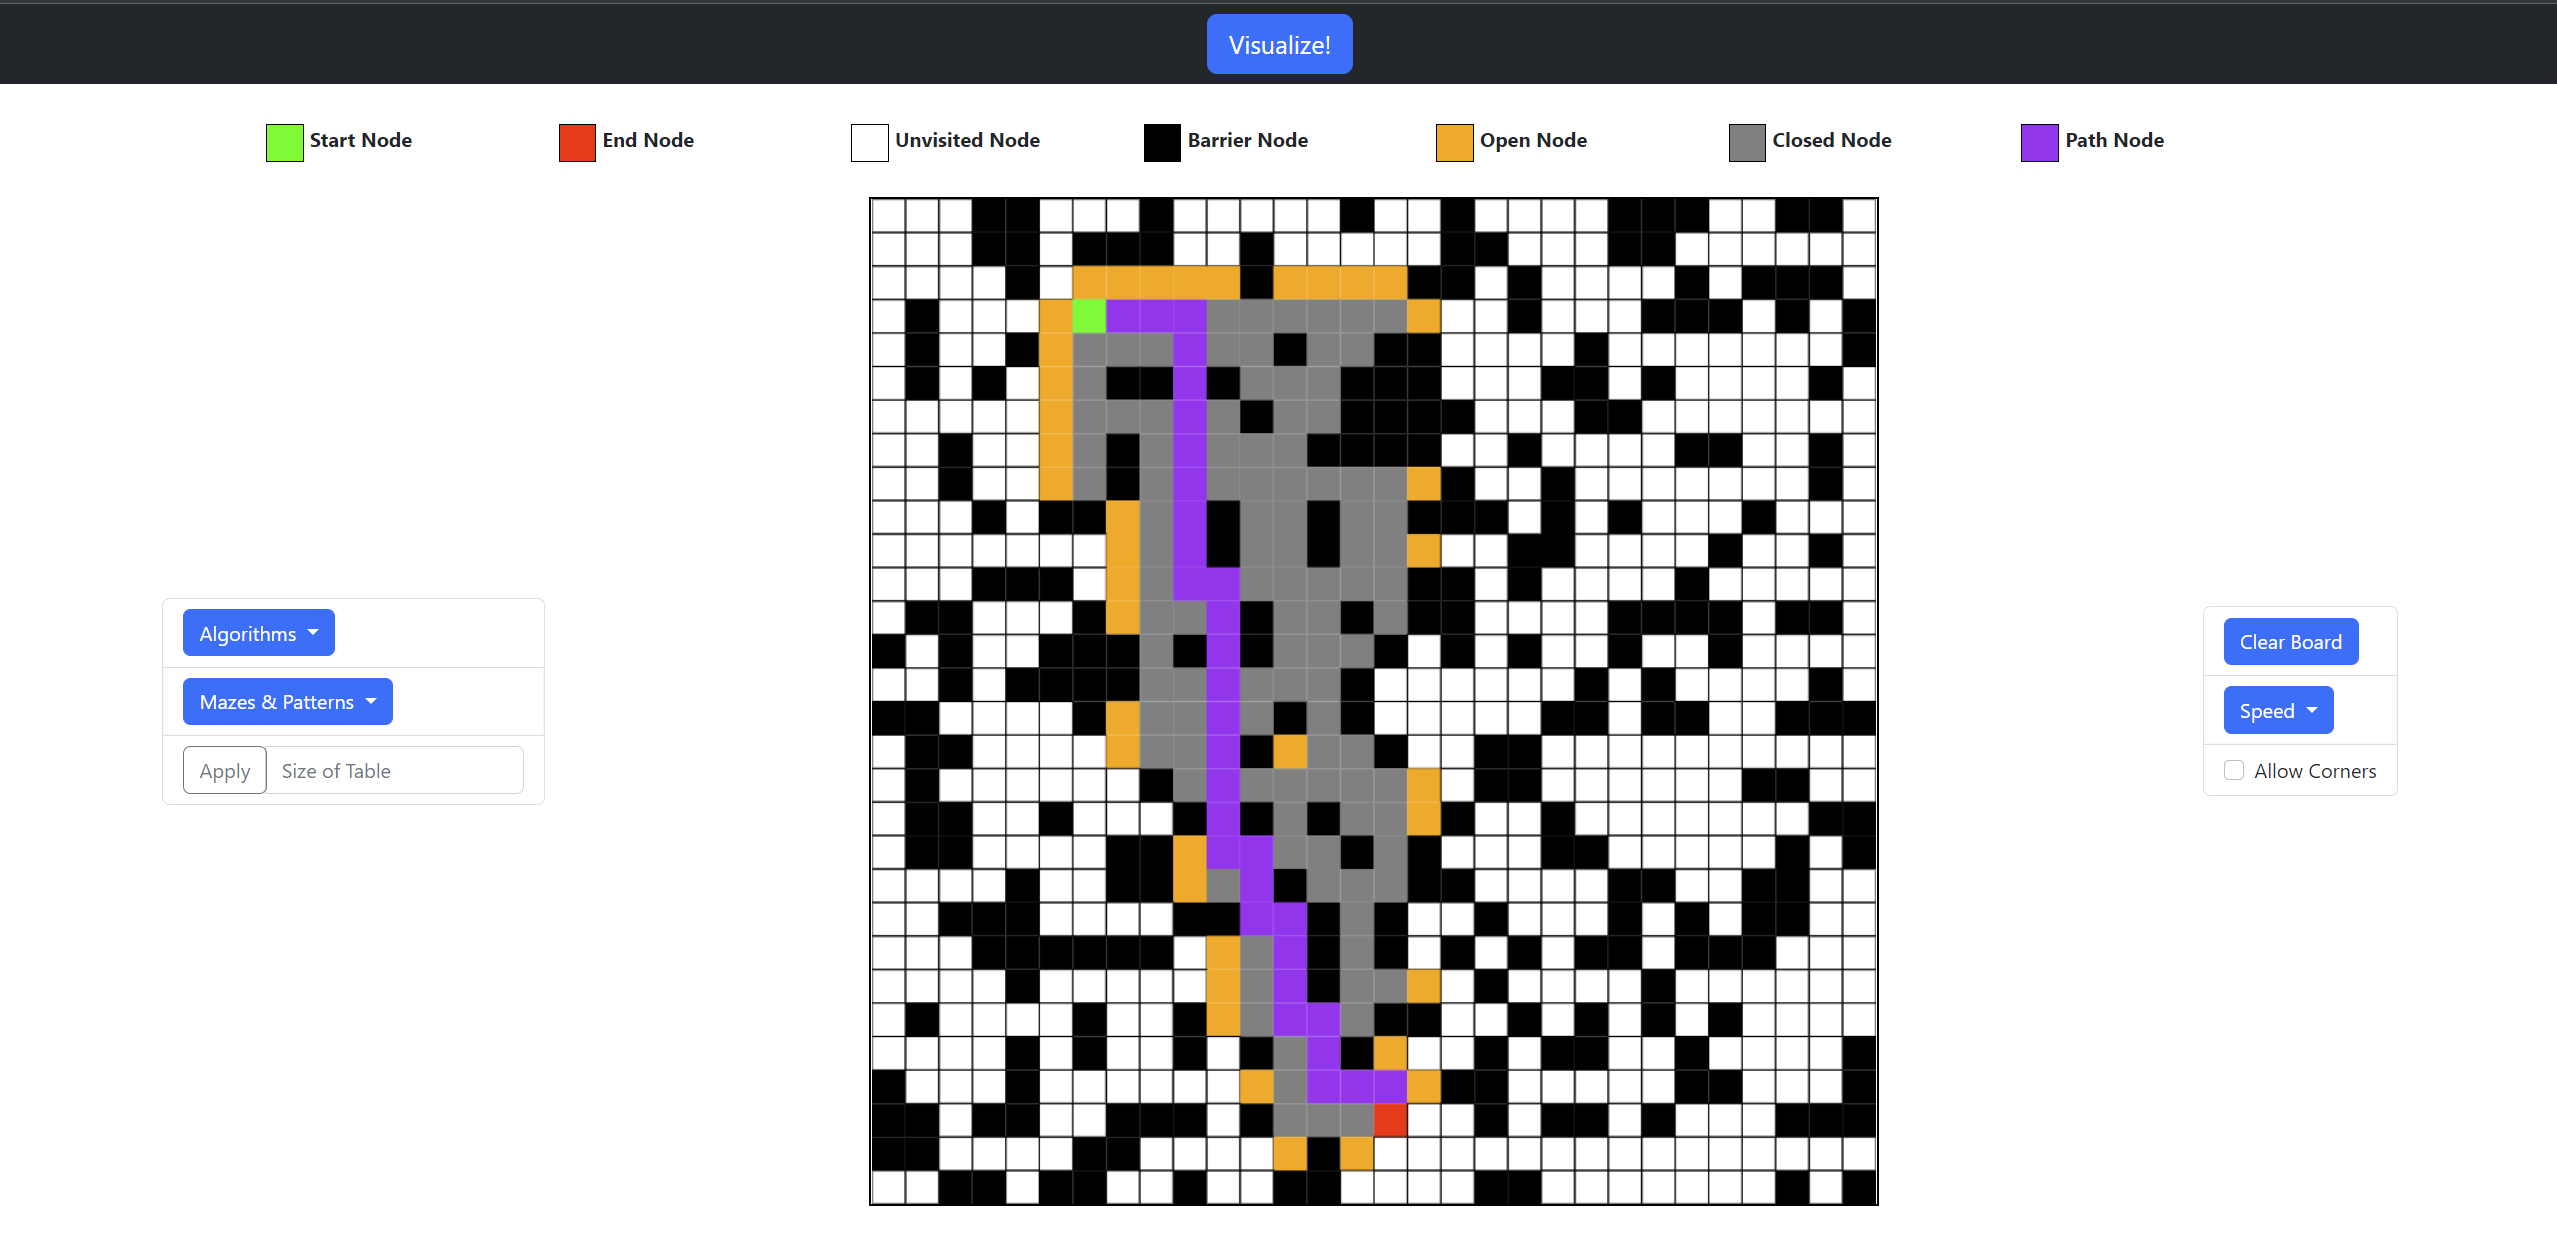 Visualize!
Start Node
End Node
Unvisited Node
Barrier Node
Open Node
Closed Node
Path Node
Algorithms
Mazes & Patterns
Apply
Size of Table
Clear Board
Speed
Allow Corners